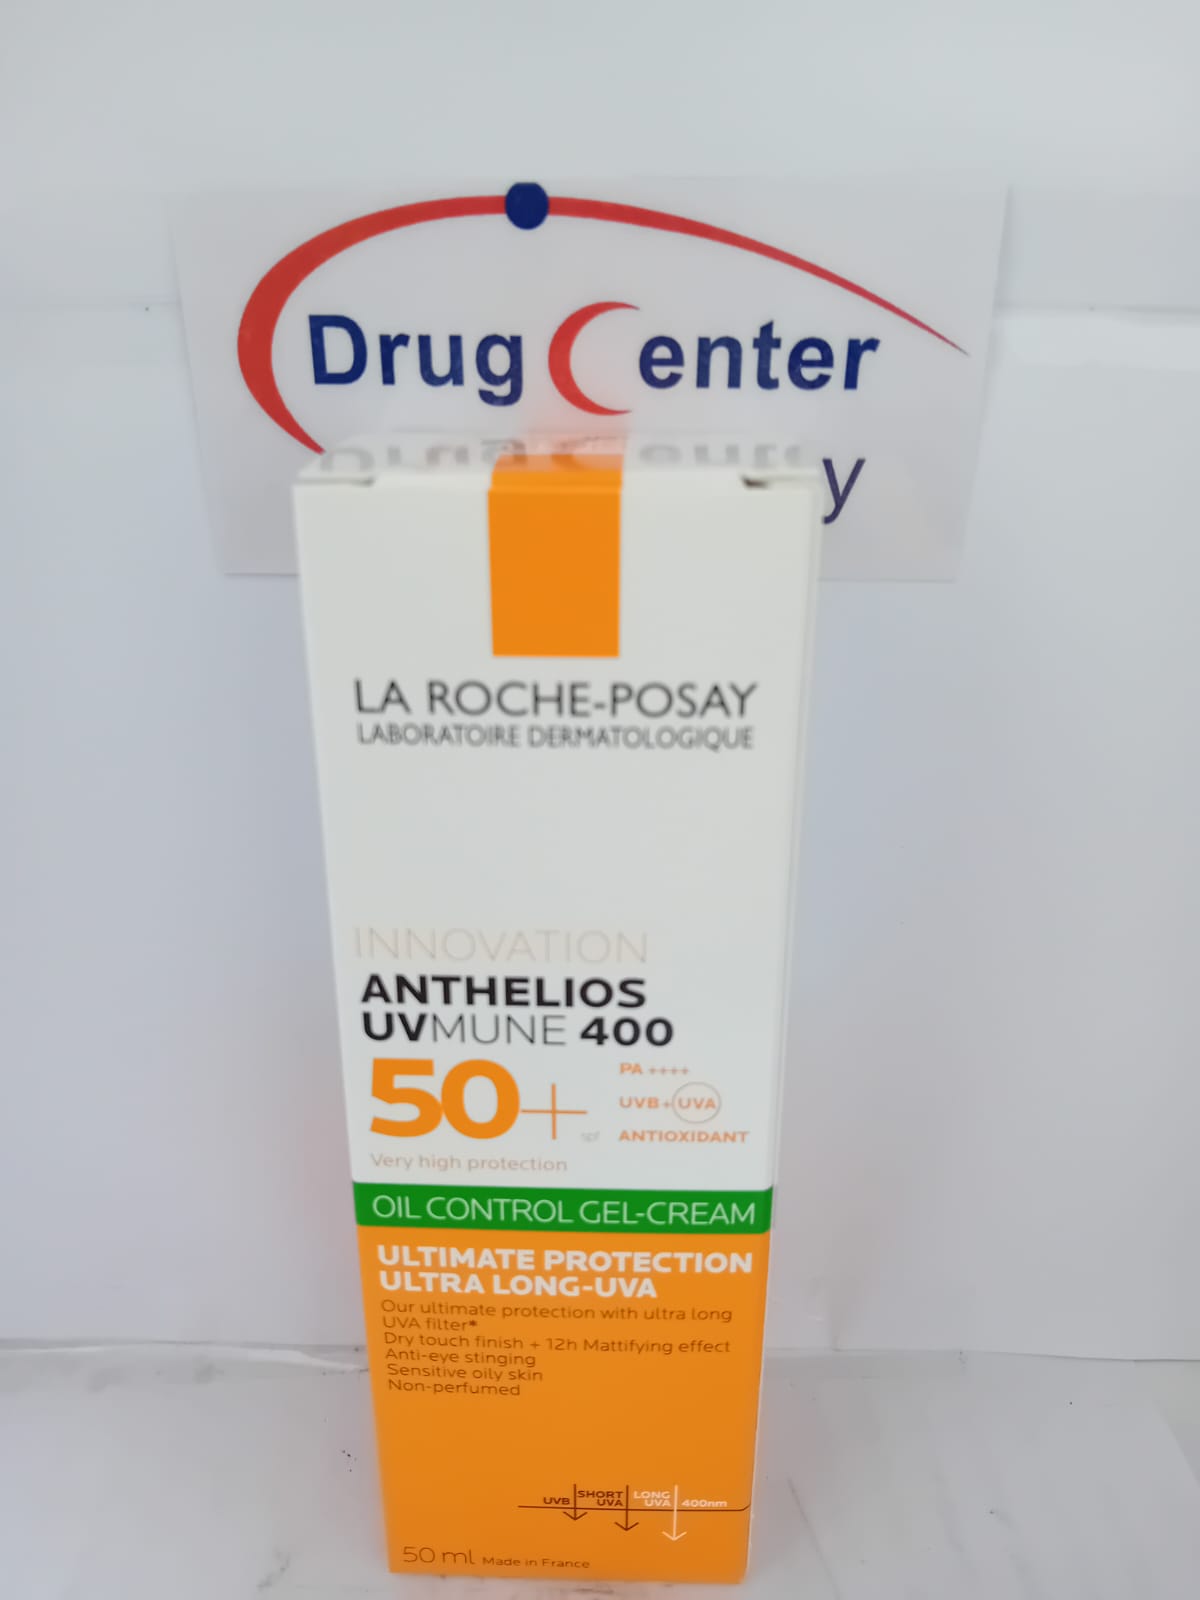 Drug Center
y
LA ROCHE-POSAY
LABORATOIRE DERMATOLOGIQUE
INNOVATION
ANTHELIOS
UVMUNE 400
50+ spf
PA ++++
UVB+UVA
ANTIOXIDANT
Very high protection
OIL CONTROL GEL-CREAM
ULTIMATE PROTECTION
ULTRA LONG-UVA
Our ultimate protection with ultra long
UVA filter*
Dry touch finish + 12h Mattifying effect
Anti-eye stinging
Sensitive oily skin
Non-perfumed
UVB SHORT UVA LONG UVA 400nm
50 ml Made in France